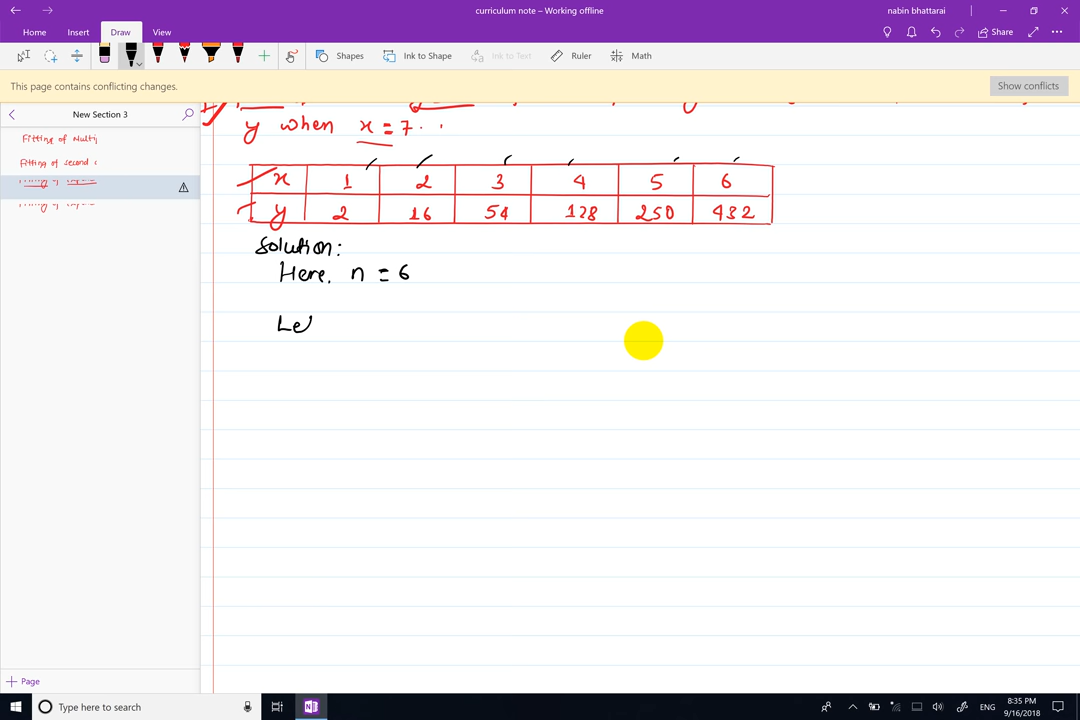 curriculum note – Working offline
nabin bhattarai
Home Insert Draw View
Share
Shapes Ink to Shape Ink to Text Ruler Math
This page contains conflicting changes.
Show conflicts
New Section 3
Fitting of Multip
Fitting of second
y when x = 7
x 1 2 3 4 5 6
y 2 16 54 128 250 432
Solution:
Here, n = 6
Le
+ Page
Type here to search
ENG
8:35 PM
9/16/2018